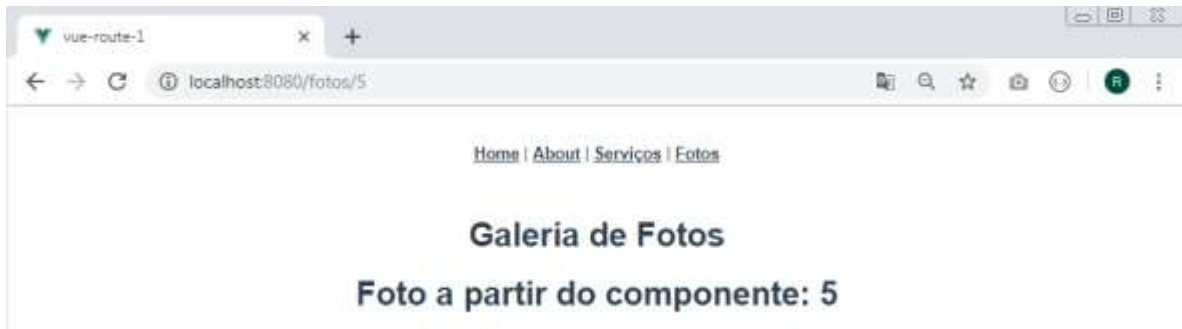 vue-route-1
localhost:8080/fotos/5
R
Home | About | Serviços | Fotos
Galeria de Fotos
Foto a partir do componente: 5